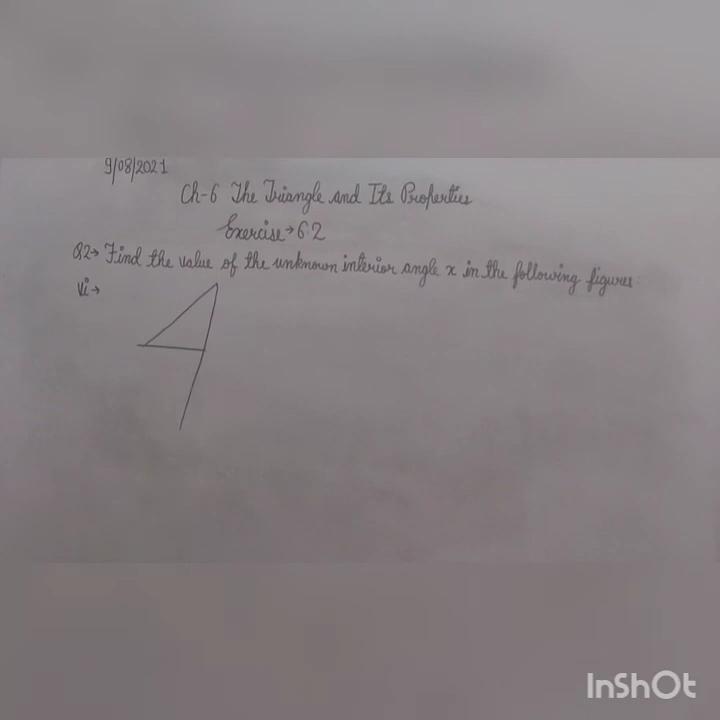 9/08/2021
Ch-6 The Triangle and Its Properties
Exercise→6.2
Q2→ Find the value of the unknown interior angle x in the following figures:
vi→
InShOt